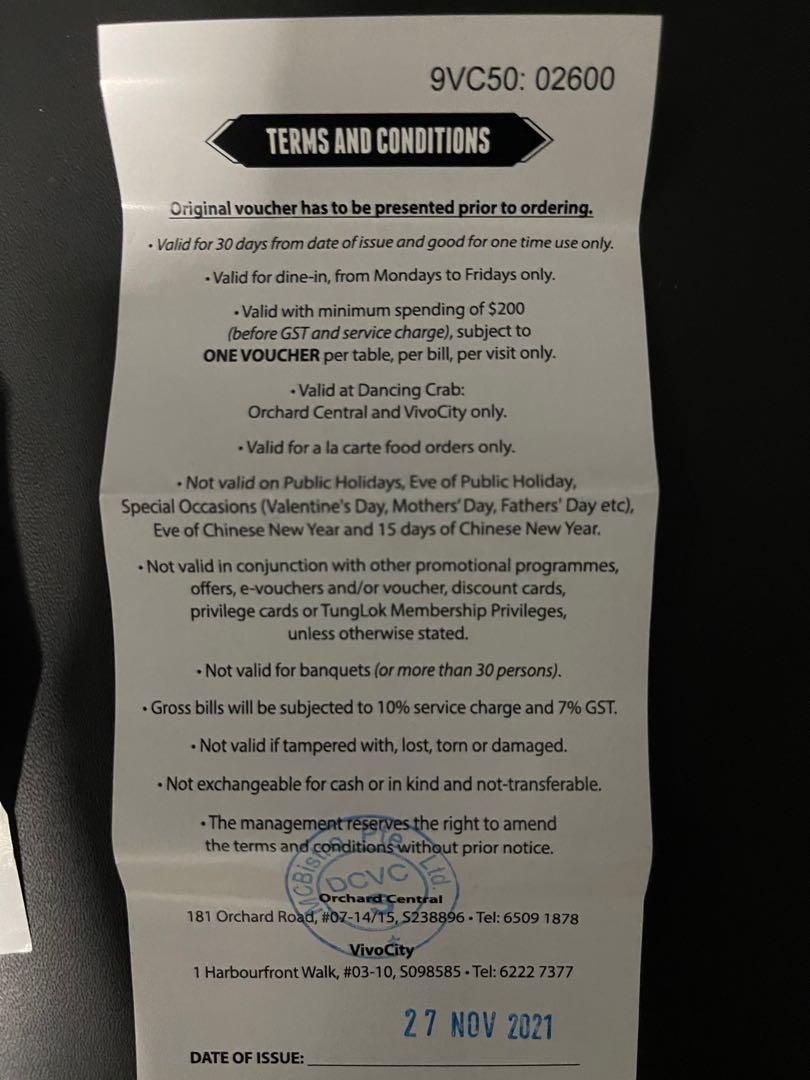 9VC50: 02600
TERMS AND CONDITIONS
Original voucher has to be presented prior to ordering.
• Valid for 30 days from date of issue and good for one time use only.
• Valid for dine-in, from Mondays to Fridays only.
• Valid with minimum spending of $200
(before GST and service charge), subject to
ONE VOUCHER per table, per bill, per visit only.
• Valid at Dancing Crab:
Orchard Central and VivoCity only.
• Valid for a la carte food orders only.
• Not valid on Public Holidays, Eve of Public Holiday,
Special Occasions (Valentine's Day, Mothers' Day, Fathers' Day etc),
Eve of Chinese New Year and 15 days of Chinese New Year.
• Not valid in conjunction with other promotional programmes,
offers, e-vouchers and/or voucher, discount cards,
privilege cards or TungLok Membership Privileges,
unless otherwise stated.
• Not valid for banquets (or more than 30 persons).
• Gross bills will be subjected to 10% service charge and 7% GST.
• Not valid if tampered with, lost, torn or damaged.
• Not exchangeable for cash or in kind and not-transferable.
• The management reserves the right to amend
the terms and conditions without prior notice.
MCBistro Pte Ltd.
DCVC
Orchard Central
181 Orchard Road, #07-14/15, S238896 • Tel: 6509 1878
VivoCity
1 Harbourfront Walk, #03-10, S098585 • Tel: 6222 7377
27 NOV 2021
DATE OF ISSUE: